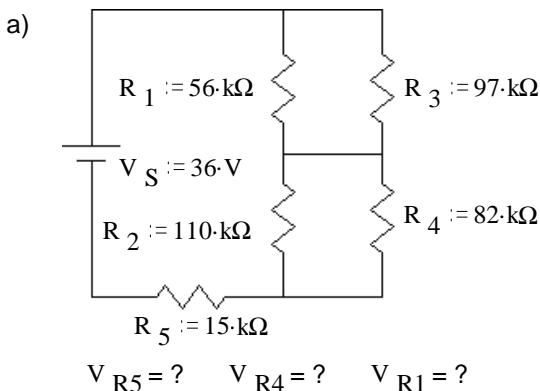 a)
R 1 := 56·kΩ
R 3 := 97·kΩ
V S := 36·V
R 2 := 110·kΩ
R 4 := 82·kΩ
R 5 := 15·kΩ
V R5 = ? V R4 = ? V R1 = ?